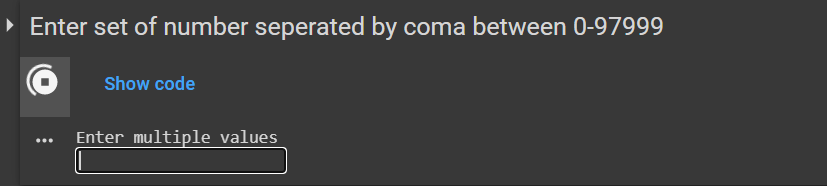 Enter set of number seperated by coma between 0-97999
Show code
Enter multiple values